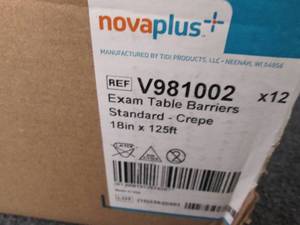 novaplus+
MANUFACTURED BY TIDI PRODUCTS, LLC • NEENAH, WI 54956
REF V981002 x12
Exam Table Barriers
Standard - Crepe
18in x 125ft